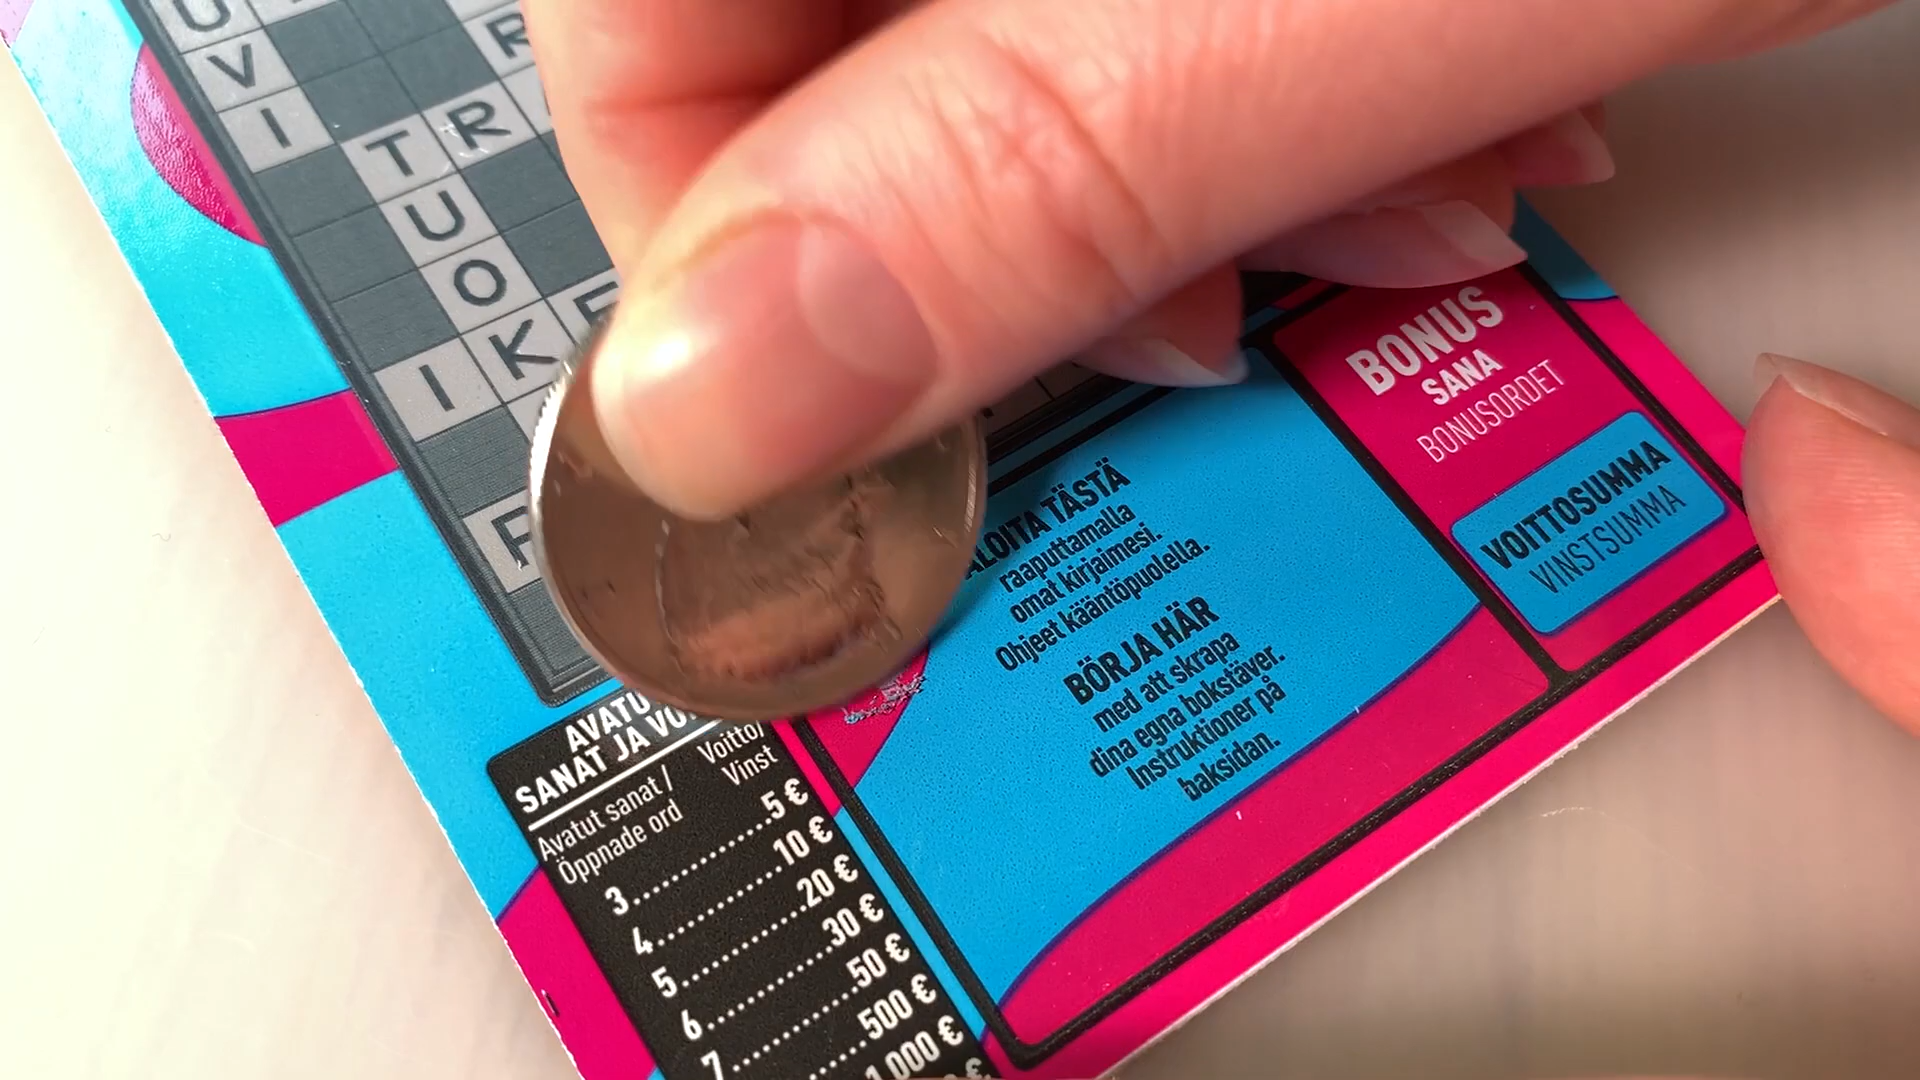 U
V
R
I
T R
U
O
I K
BONUS
SANA
BONUSORDET
VOITTOSUMMA
VINSTSUMMA
TÄSTÄ
raaputtamalla
omat kirjaimesi.
Ohjeet kääntöpuolella.
BÖRJA HÄR
med att skrapa
dina egna bokstäver.
Instruktioner på
baksidan.
SANAT JA
Avatut sanat /
Öppnade ord
Voitto/
Vinst
3..............5 €
4..............10 €
5..............20 €
6..............30 €
7..............50 €
500 €
1 000 €